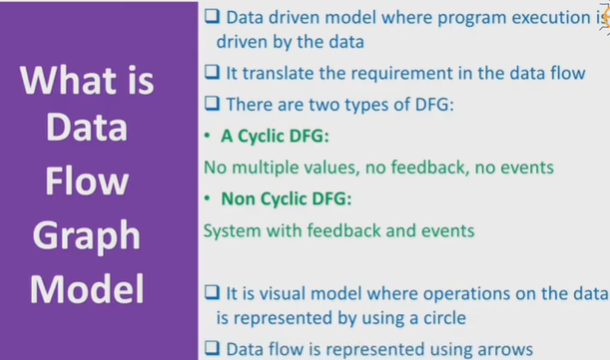 What is
Data
Flow
Graph
Model
❑ Data driven model where program execution is
driven by the data
❑ It translate the requirement in the data flow
❑ There are two types of DFG:
• A Cyclic DFG:
No multiple values, no feedback, no events
• Non Cyclic DFG:
System with feedback and events
❑ It is visual model where operations on the data
is represented by using a circle
❑ Data flow is represented using arrows